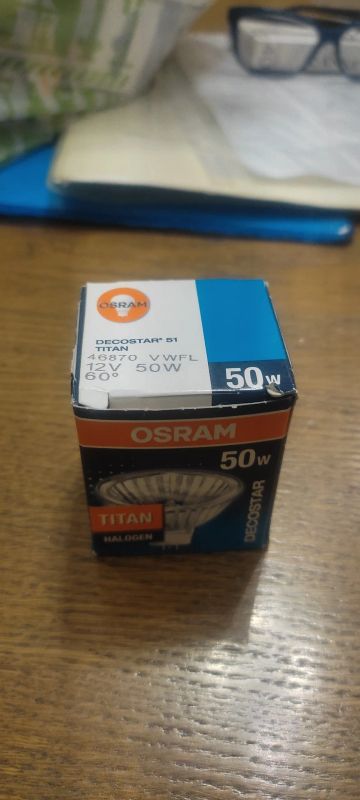 OSRAM
DECOSTAR® 51
TITAN
46870 VWFL
12V 50W
60°
50W
OSRAM
50W
TITAN
HALOGEN
DECOSTAR